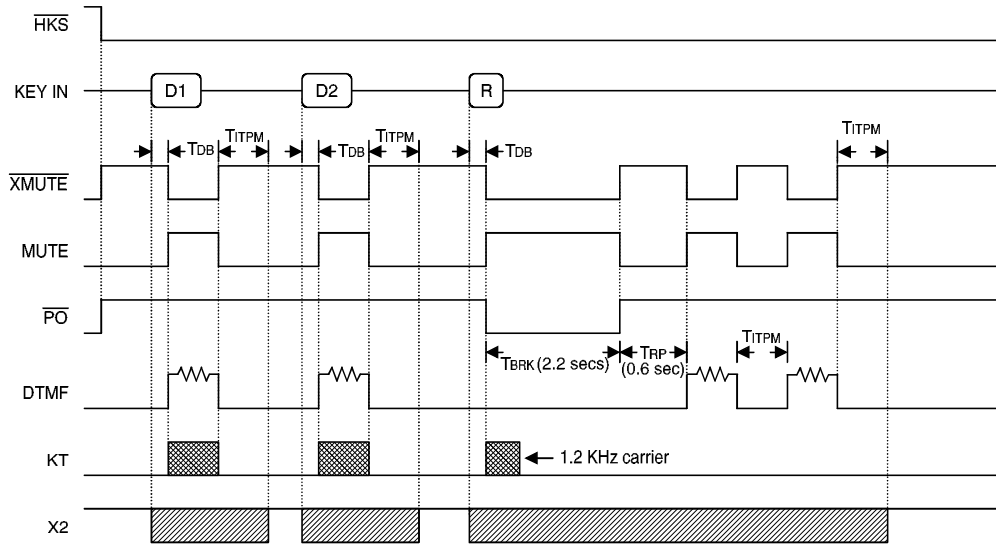 HKS
KEY IN D1 D2 R
TDB TITPM TDB TITPM TDB TITPM
XMUTE
MUTE
PO
TBRK (2.2 secs) TRP TITPM
(0.6 sec)
DTMF
KT 1.2 KHz carrier
X2